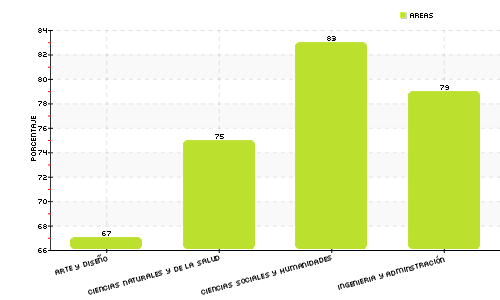 AREAS
84
82
80
78
76
74
72
70
68
66
PORCENTAJE
67
75
83
79
ARTE Y DISEÑO
CIENCIAS NATURALES Y DE LA SALUD
CIENCIAS SOCIALES Y HUMANIDADES
INGENIERIA Y ADMINSTRACIÓN